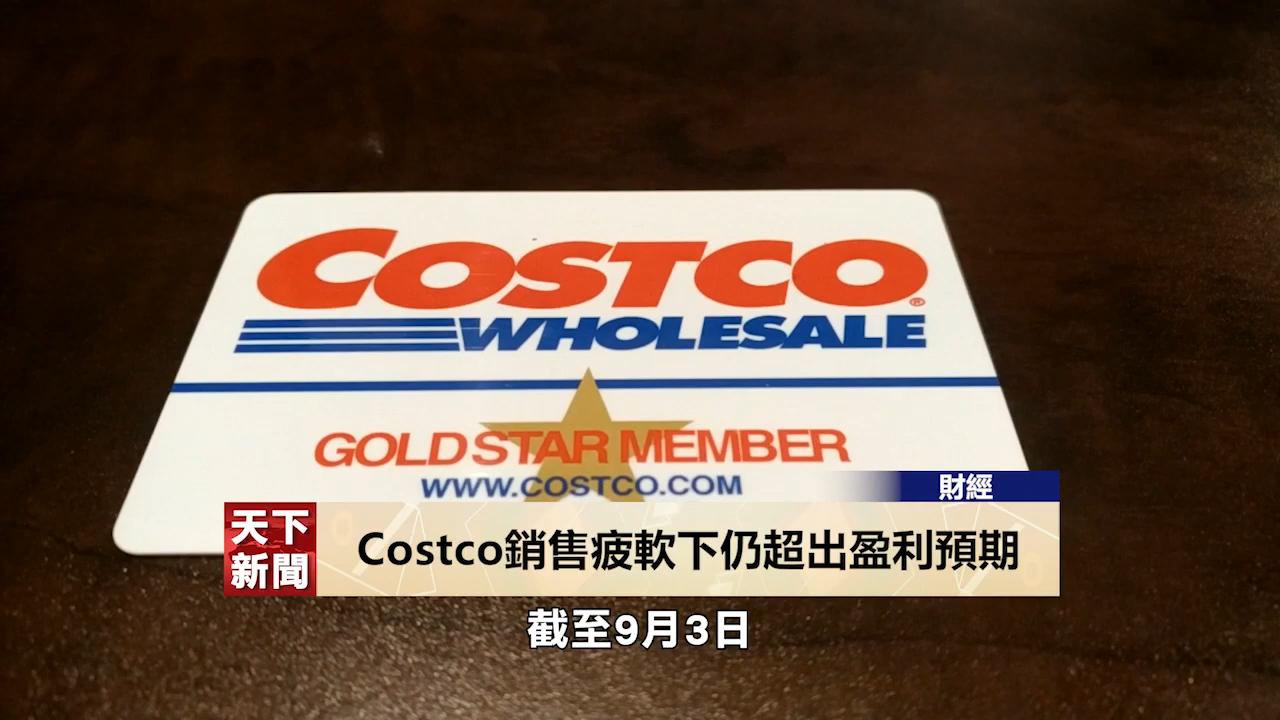 COSTCO®
WHOLESALE
GOLD STAR MEMBER
WWW.COSTCO.COM
財經
天下
新聞
Costco銷售疲軟下仍超出盈利預期
截至9月3日